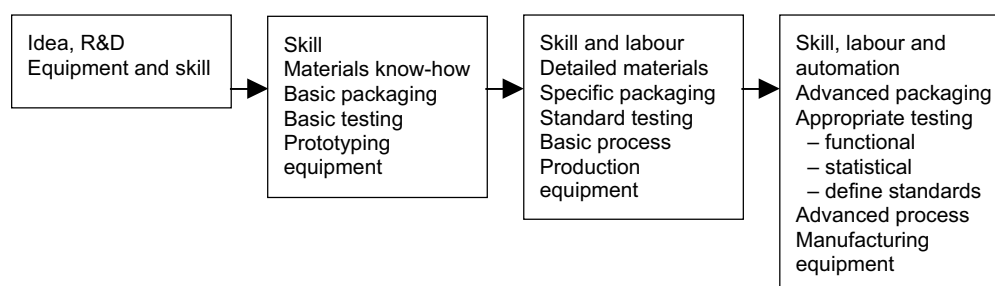 Idea, R&D
Equipment and skill
Skill
Materials know-how
Basic packaging
Basic testing
Prototyping
equipment
Skill and labour
Detailed materials
Specific packaging
Standard testing
Basic process
Production
equipment
Skill, labour and
automation
Advanced packaging
Appropriate testing
– functional
– statistical
– define standards
Advanced process
Manufacturing
equipment